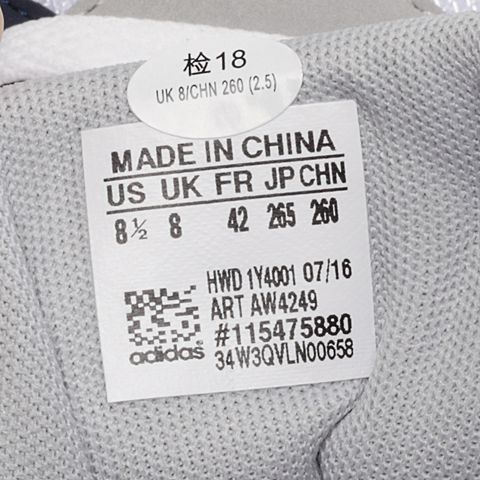 检18
UK 8/CHN 260 (2.5)
MADE IN CHINA
US UK FR JP CHN
8½ 8 42 265 260
HWD 1Y4001 07/16
ART AW4249
#115475880
adidas 34W3QVLN00658